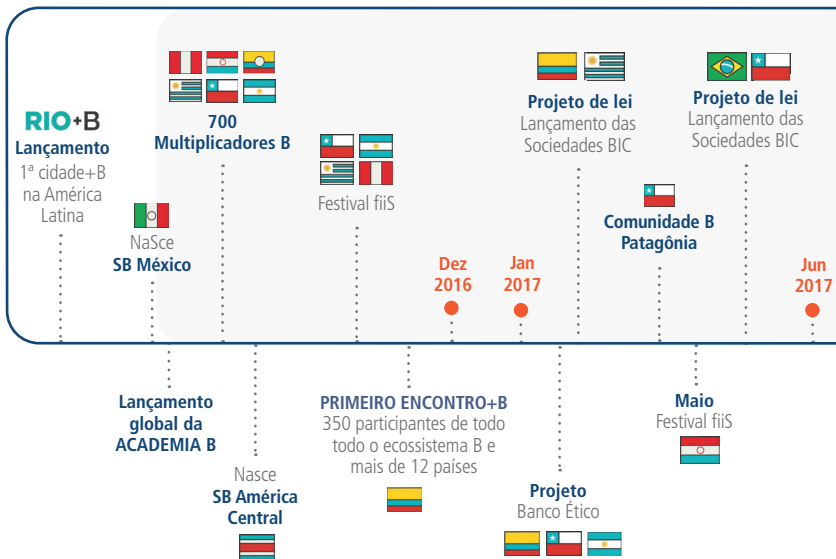 RIO+B
Lançamento
1ª cidade+B
na América
Latina
NaSce
SB México
700
Multiplicadores B
Festival fiiS
Dez
2016
Jan
2017
Projeto de lei
Lançamento das
Sociedades BIC
Comunidade B
Patagônia
Projeto de lei
Lançamento das
Sociedades BIC
Jun
2017
Lançamento
global da
ACADEMIA B
Nasce
SB América
Central
PRIMEIRO ENCONTRO+B
350 participantes de todo
todo o ecossistema B e
mais de 12 países
Projeto
Banco Ético
Maio
Festival fiiS